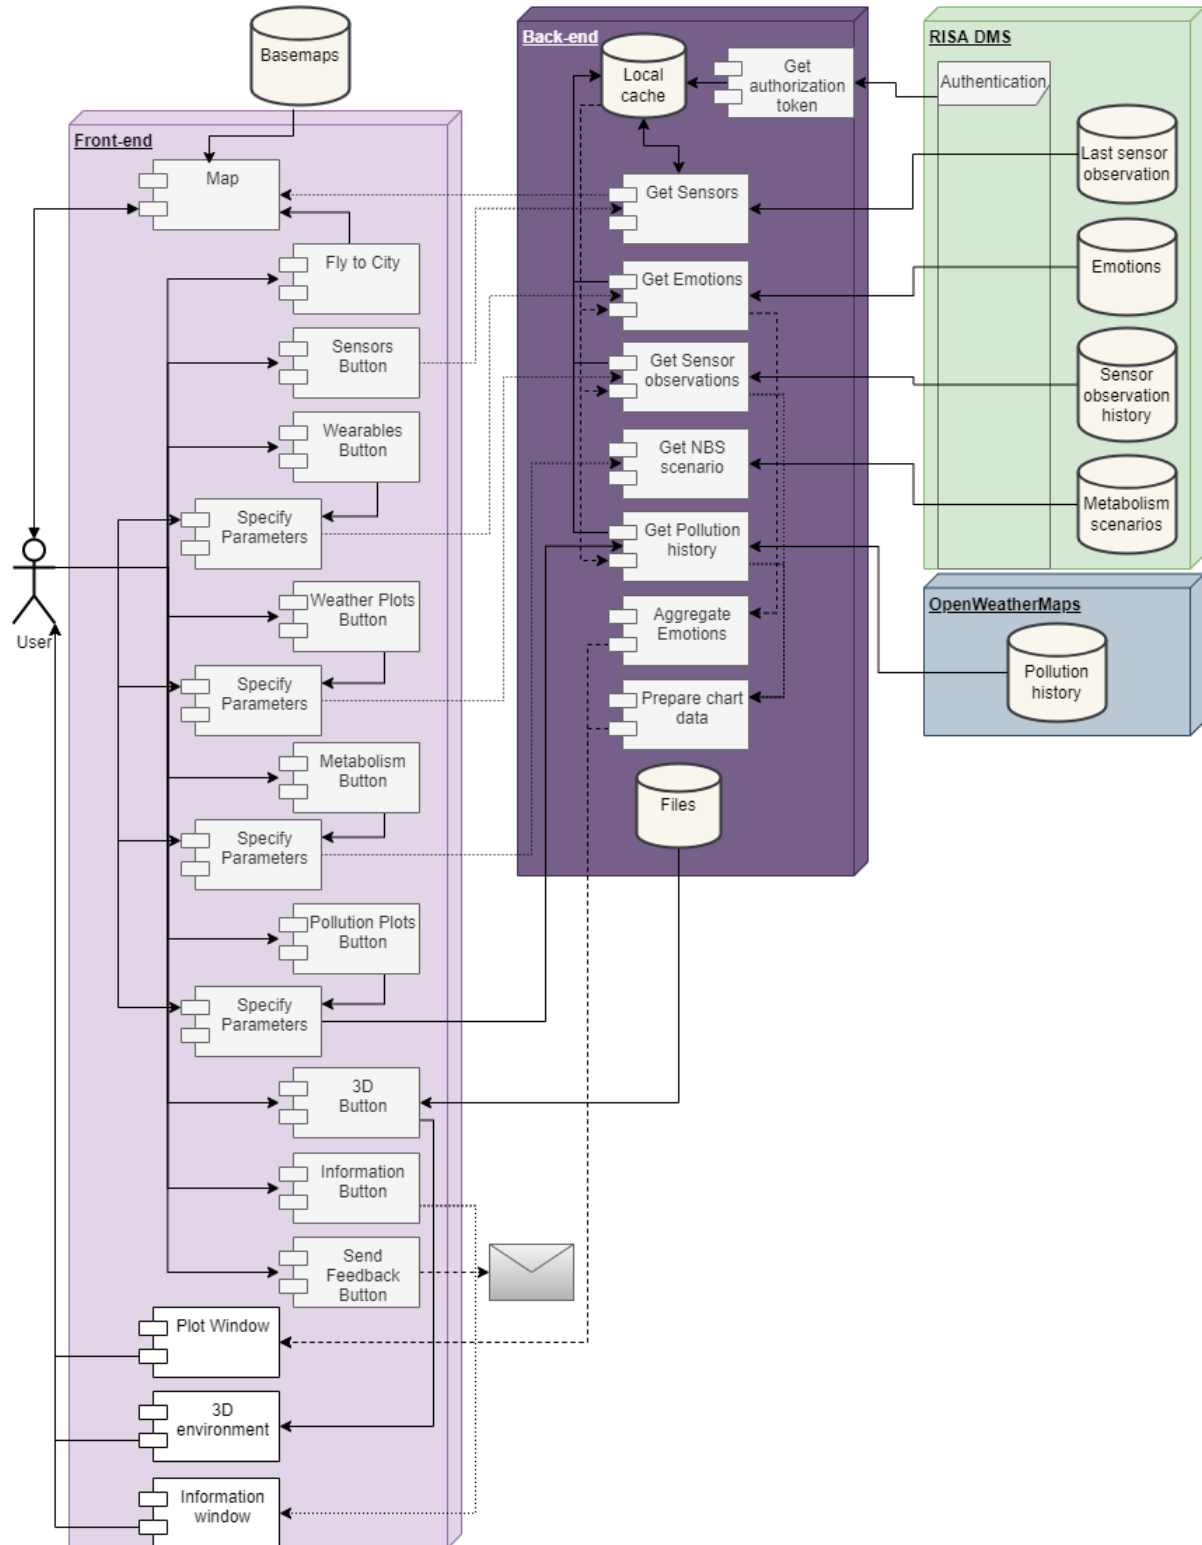 Basemaps
Front-end
Map
Fly to City
Sensors
Button
Wearables
Button
Specify
Parameters
Weather Plots
Button
Specify
Parameters
Metabolism
Button
Specify
Parameters
Pollution Plots
Button
Specify
Parameters
3D
Button
Information
Button
Send
Feedback
Button
Plot Window
3D
environment
Information
window
User
Back-end
Local
cache
Get
authorization
token
Get Sensors
Get Emotions
Get Sensor
observations
Get NBS
scenario
Get Pollution
history
Aggregate
Emotions
Prepare chart
data
Files
RISA DMS
Authentication
Last sensor
observation
Emotions
Sensor
observation
history
Metabolism
scenarios
OpenWeatherMaps
Pollution
history